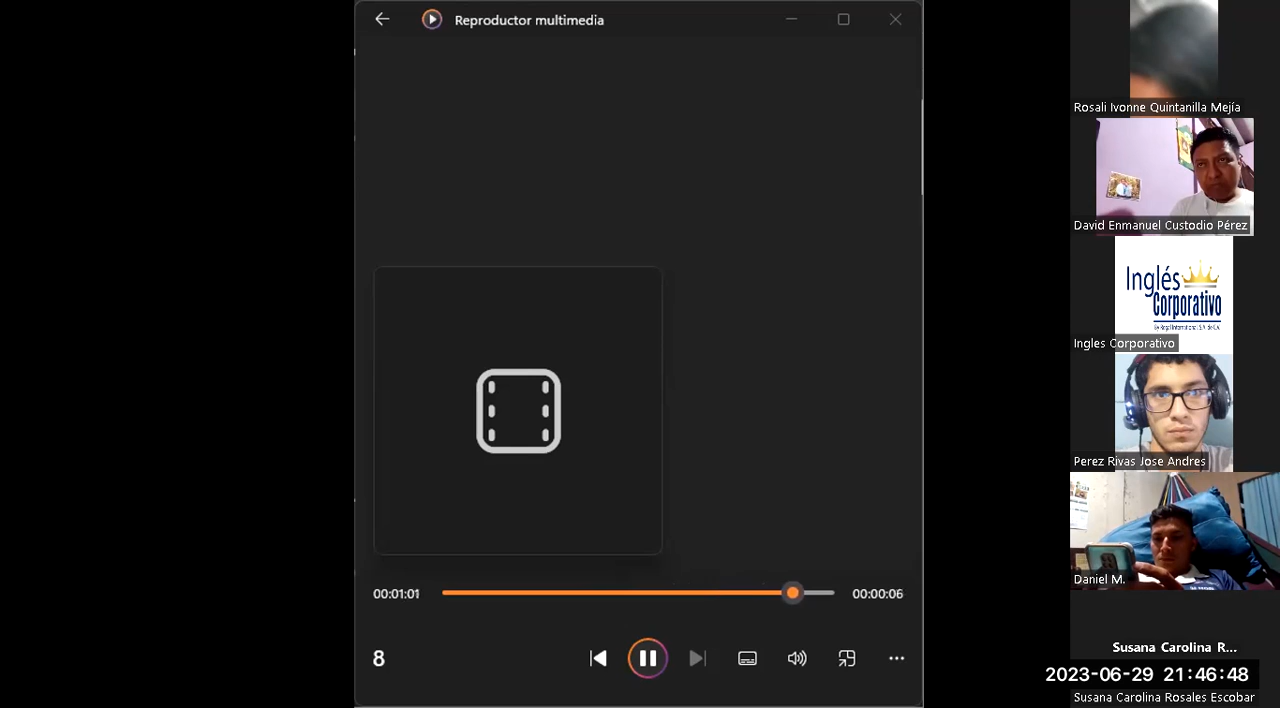 Reproductor multimedia
00:01:01
00:00:06
8
Rosali Ivonne Quintanilla Mejía
David Enmanuel Custodio Pérez
Inglés
Corporativo
Ingles Corporativo
Perez Rivas Jose Andres
Daniel M.
Susana Carolina R...
2023-06-29 21:46:48
Susana Carolina Rosales Escobar